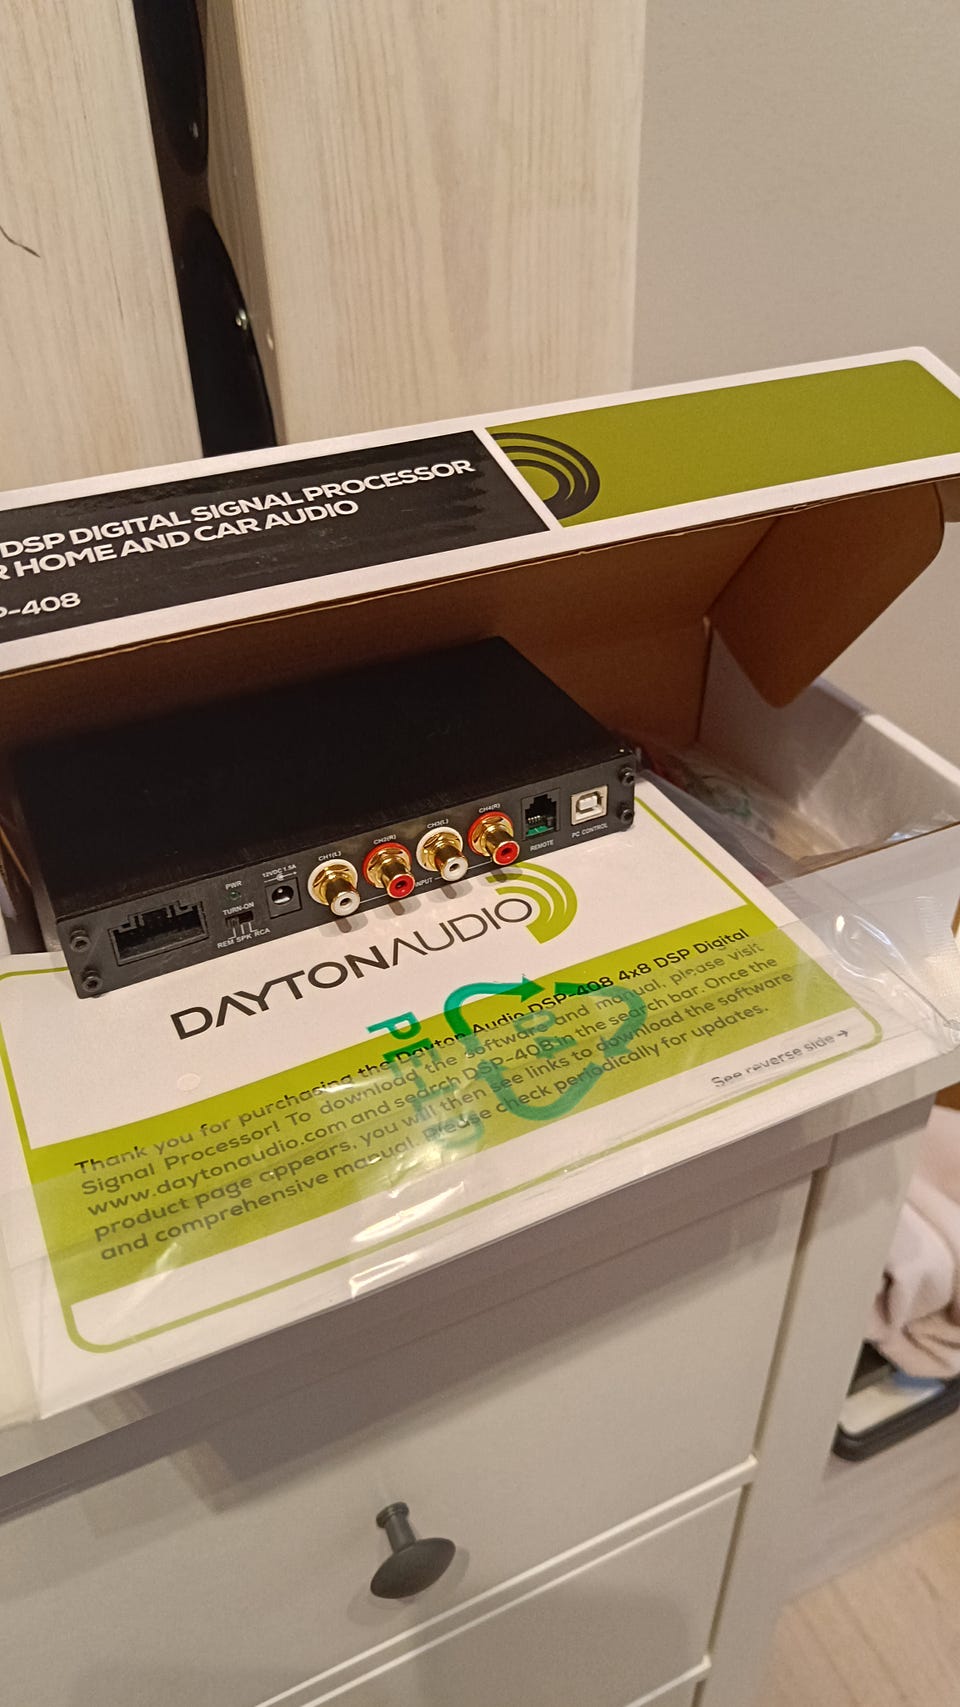 DSP DIGITAL SIGNAL PROCESSOR
R HOME AND CAR AUDIO
P-408
PWR
TURN-ON
REM SPK RCA
12VDC 1.5A
CH1(L)
CH2(R)
CH3(L)
CH4(R)
INPUT
REMOTE
PC CONTROL
DAYTONAUDIO
Thank you for purchasing the Dayton Audio DSP-408 4x8 DSP Digital
Signal Processor! To download the software and manual, please visit
www.daytonaudio.com and search DSP-408 in the search bar. Once the
product page appears, you will then see links to download the software
and comprehensive manual. Please check periodically for updates.
See reverse side →